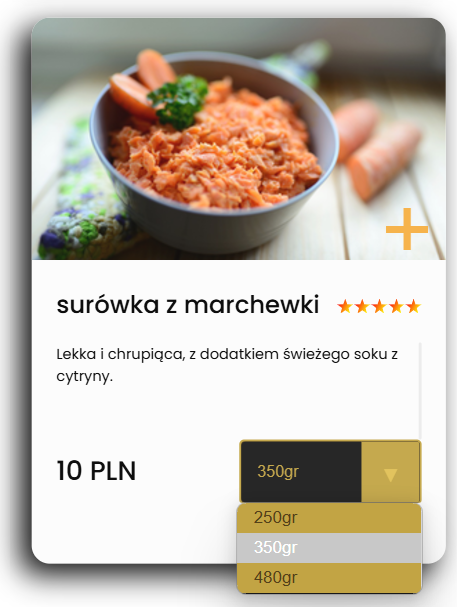 surówka z marchewki
Lekka i chrupiąca, z dodatkiem świeżego soku z
cytryny.
10 PLN
350gr
250gr
350gr
480gr